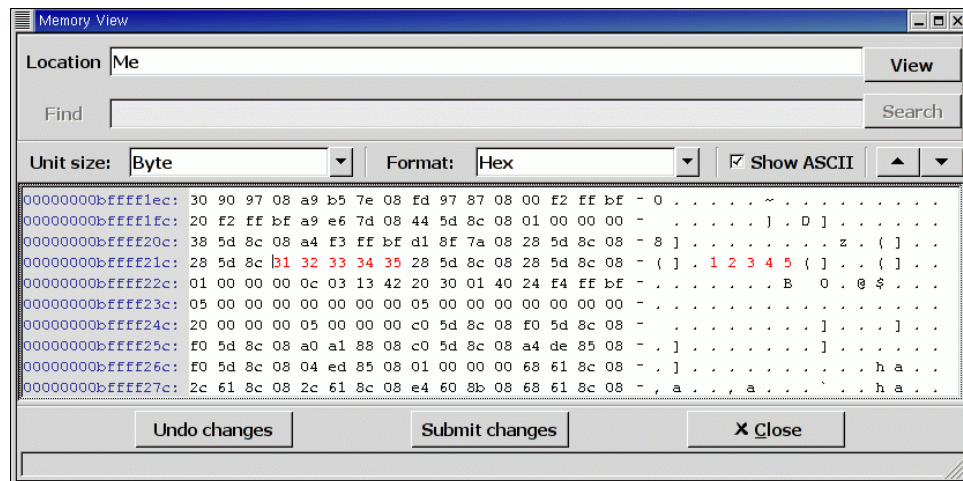 Memory View
Location Me View
Find Search
Unit size: Byte Format: Hex Show ASCII
00000000bffff1ec: 30 90 97 08 a9 b5 7e 08 fd 97 87 08 00 f2 ff bf - 0 . . . . . ~ . . . . . . . . .
00000000bffff1fc: 20 f2 ff bf a9 e6 7d 08 44 5d 8c 08 01 00 00 00 -   . . . . . } . D ] . . . . . .
00000000bffff20c: 38 5d 8c 08 a4 f3 ff bf d1 8f 7a 08 28 5d 8c 08 - 8 ] . . . . . . . . z . ( ] . .
00000000bffff21c: 28 5d 8c 31 32 33 34 35 28 5d 8c 08 28 5d 8c 08 - ( ] . 1 2 3 4 5 ( ] . . ( ] . .
00000000bffff22c: 01 00 00 00 0c 03 13 42 20 30 01 40 24 f4 ff bf - . . . . . . . B   0 . @ $ . . .
00000000bffff23c: 05 00 00 00 00 00 00 00 05 00 00 00 00 00 00 00 - . . . . . . . . . . . . . . . .
00000000bffff24c: 20 00 00 00 05 00 00 00 c0 5d 8c 08 f0 5d 8c 08 -   . . . . . . . . ] . . . ] . .
00000000bffff25c: f0 5d 8c 08 a0 a1 88 08 c0 5d 8c 08 a4 de 85 08 - . ] . . . . . . . ] . . . . . .
00000000bffff26c: f0 5d 8c 08 04 ed 85 08 01 00 00 00 68 61 8c 08 - . ] . . . . . . . . . . h a . .
00000000bffff27c: 2c 61 8c 08 2c 61 8c 08 e4 60 8b 08 68 61 8c 08 - , a . . , a . . . ` . . h a . .
Undo changes Submit changes Close